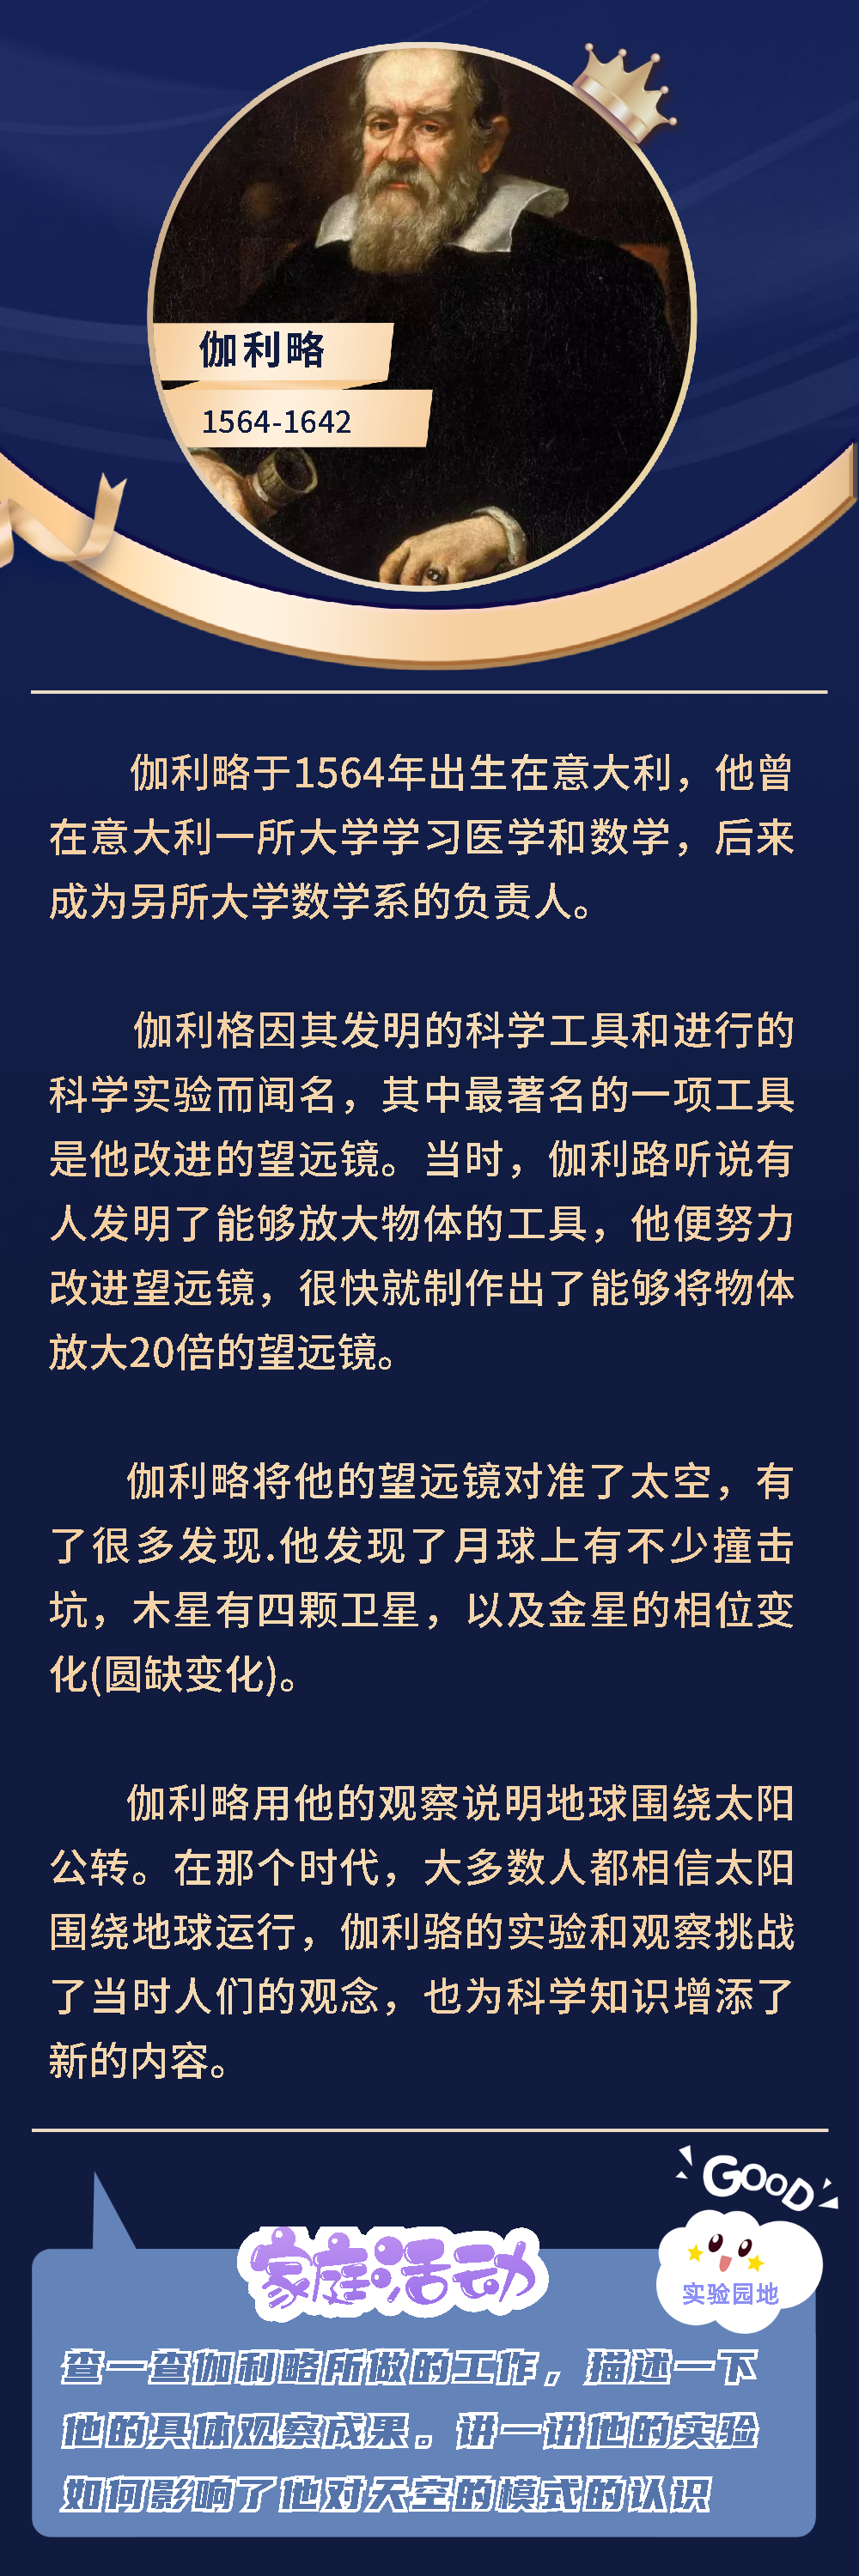 伽利略
1564-1642
伽利略于1564年出生在意大利，他曾
在意大利一所大学学习医学和数学，后来
成为另所大学数学系的负责人。
伽利格因其发明的科学工具和进行的
科学实验而闻名，其中最著名的一项工具
是他改进的望远镜。当时，伽利路听说有
人发明了能够放大物体的工具，他便努力
改进望远镜，很快就制作出了能够将物体
放大20倍的望远镜。
伽利略将他的望远镜对准了太空，有
了很多发现.他发现了月球上有不少撞击
坑，木星有四颗卫星，以及金星的相位变
化(圆缺变化)。
伽利略用他的观察说明地球围绕太阳
公转。在那个时代，大多数人都相信太阳
围绕地球运行，伽利骆的实验和观察挑战
了当时人们的观念，也为科学知识增添了
新的内容。
GOOD
家庭活动
实验园地
查一查伽利略所做的工作，描述一下
他的具体观察成果。讲一讲他的实验
如何影响了他对天空的模式的认识